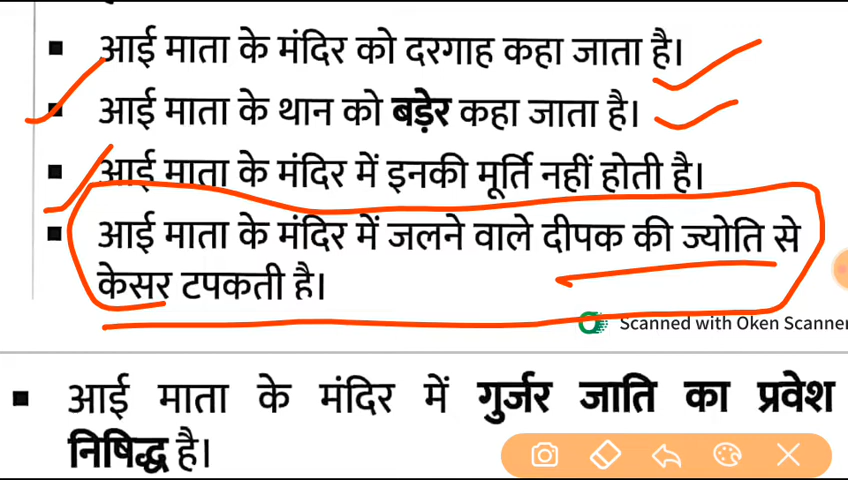 ▪ आई माता के मंदिर को दरगाह कहा जाता है।
▪ आई माता के थान को बड़ेर कहा जाता है।
▪ आई माता के मंदिर में इनकी मूर्ति नहीं होती है।
▪ आई माता के मंदिर में जलने वाले दीपक की ज्योति से
केसर टपकती है।
Scanned with Oken Scanner
▪ आई माता के मंदिर में गुर्जर जाति का प्रवेश
निषिद्ध है।